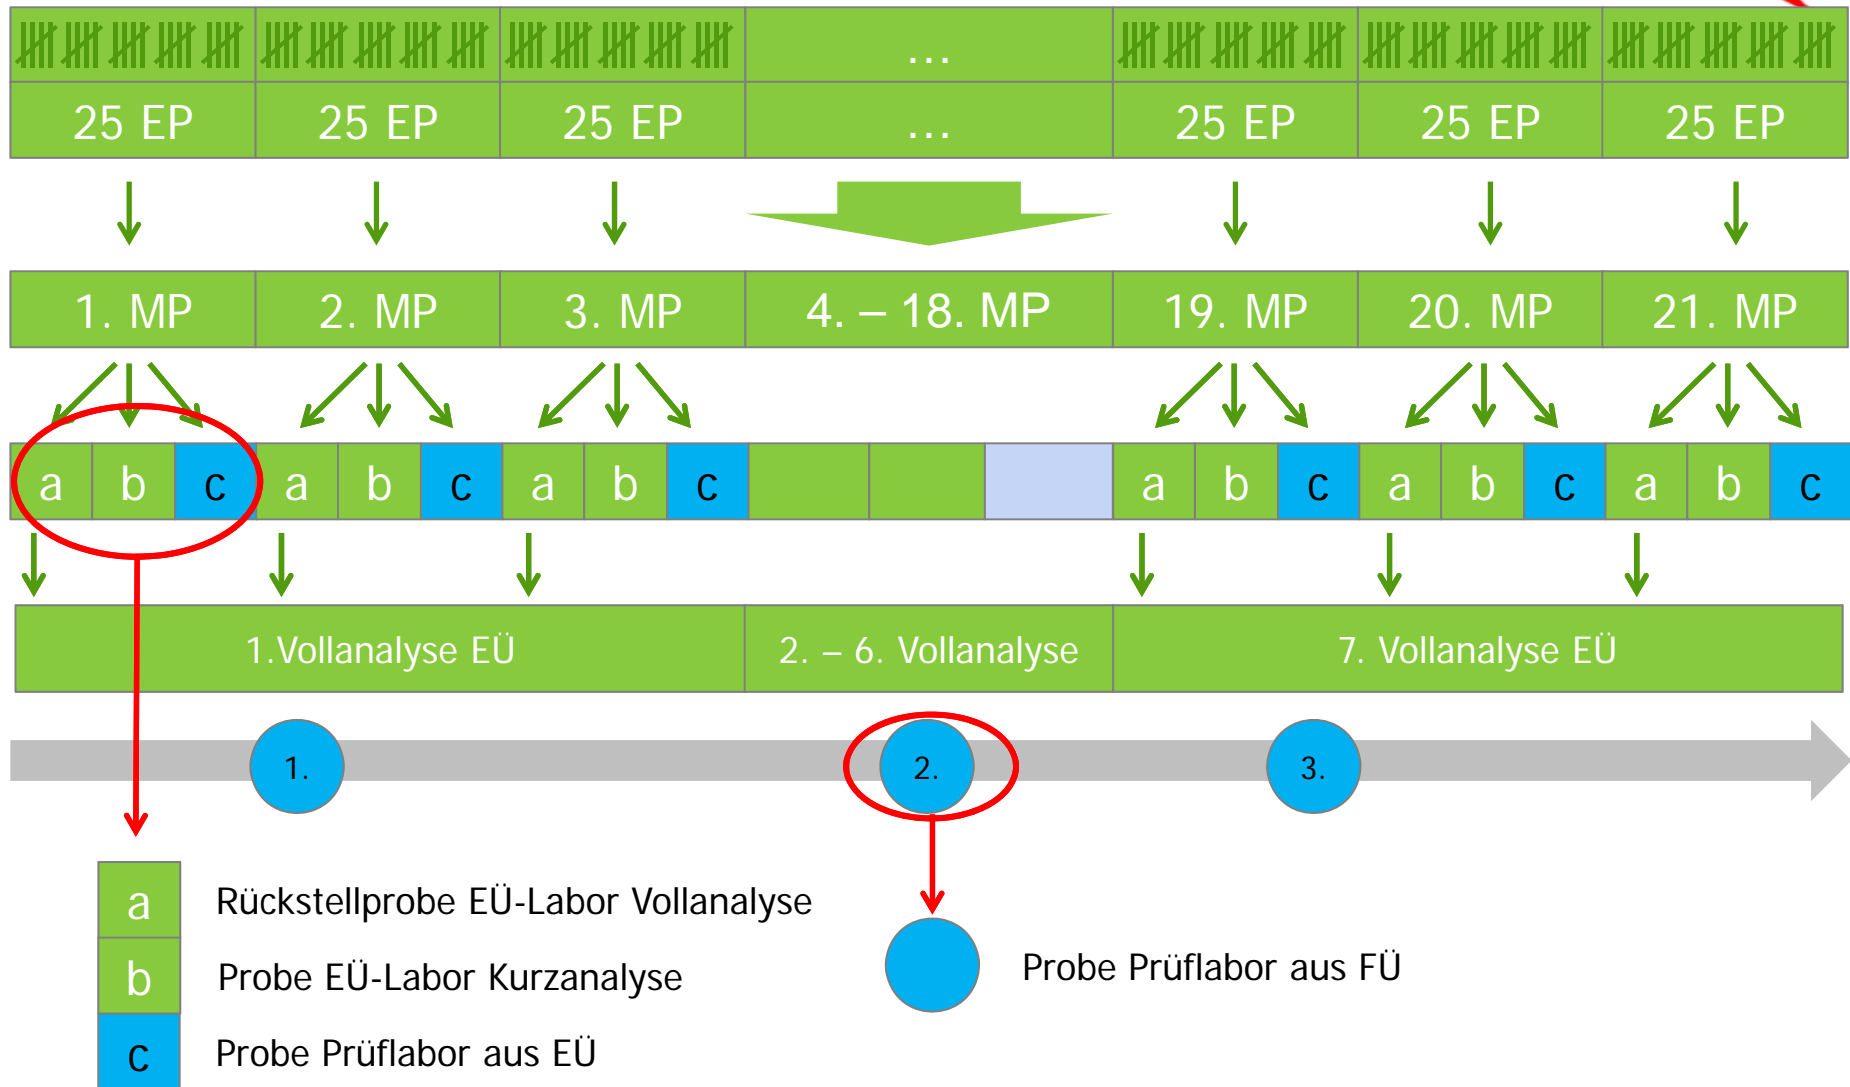 ...
25 EP 25 EP 25 EP ... 25 EP 25 EP 25 EP
1. MP 2. MP 3. MP 4. – 18. MP 19. MP 20. MP 21. MP
a b c a b c a b c a b c a b c a b c
1.Vollanalyse EÜ 2. – 6. Vollanalyse 7. Vollanalyse EÜ
1. 2. 3.
a Rückstellprobe EÜ-Labor Vollanalyse
b Probe EÜ-Labor Kurzanalyse
Probe Prüflabor aus FÜ
c Probe Prüflabor aus EÜ